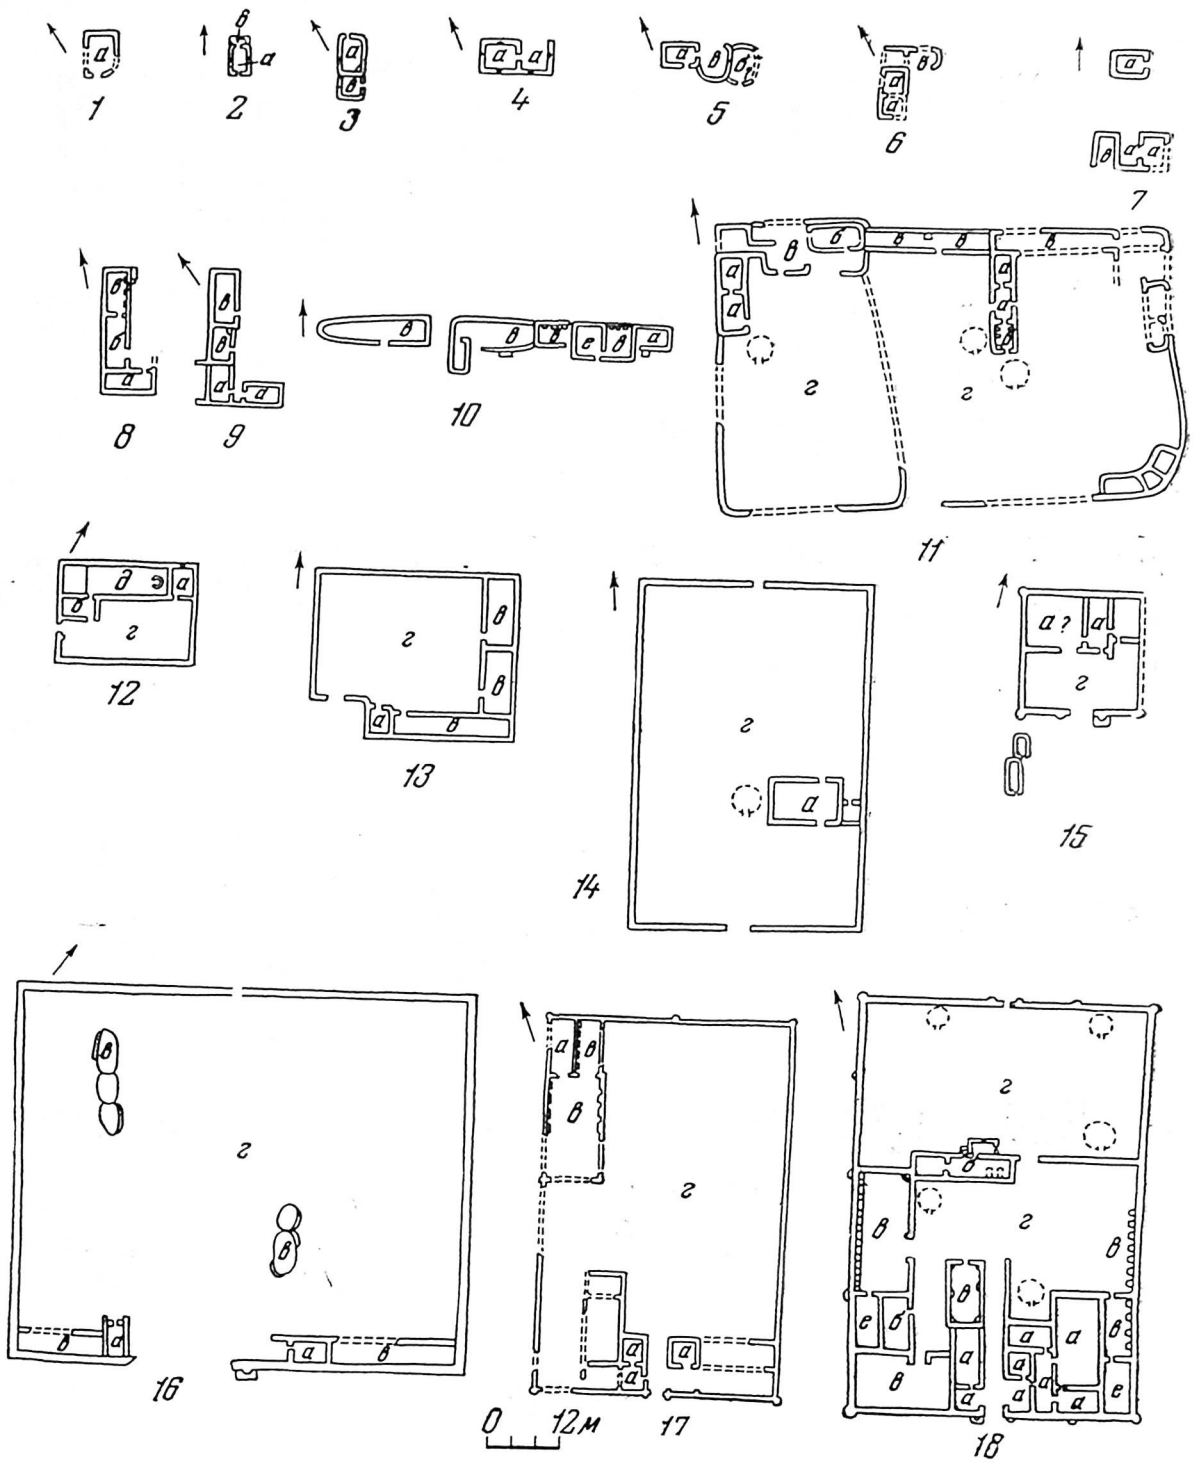 б
а
а
а
в
1
2
3
а а
4
а в в
5
в
а
а
6
а
в а а
7
в б в в в
а
а
а
а
в
а
г
г
11
в
б
а
8
в
в
а а
9
в в в е в а
10
д а
б
г
12
г
в
в
а в
13
г
а
14
а? а
г
15
в
г
в
в а
а в
16
а в
в
г
а
а
а
17
0 12м
г
б
в
г
в
в
е б
в
а
а
а
а
а
а
а
а
в
е
18